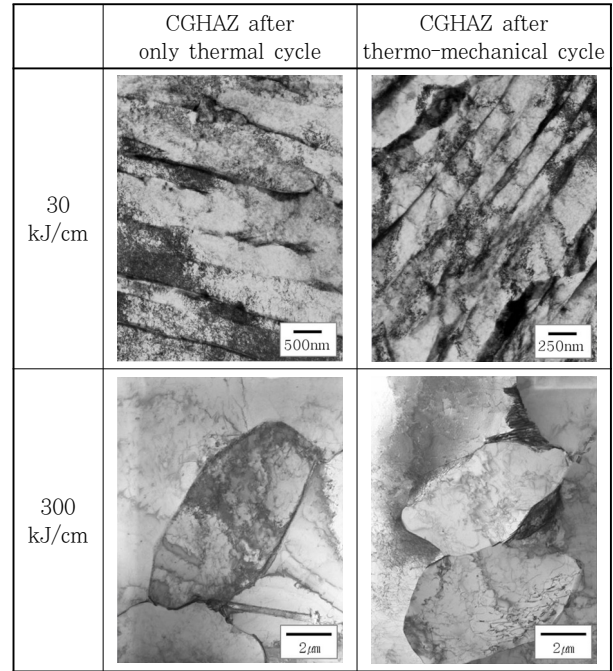 CGHAZ after
only thermal cycle
CGHAZ after
thermo-mechanical cycle
30
kJ/cm
500nm
250nm
300
kJ/cm
2㎛
2㎛